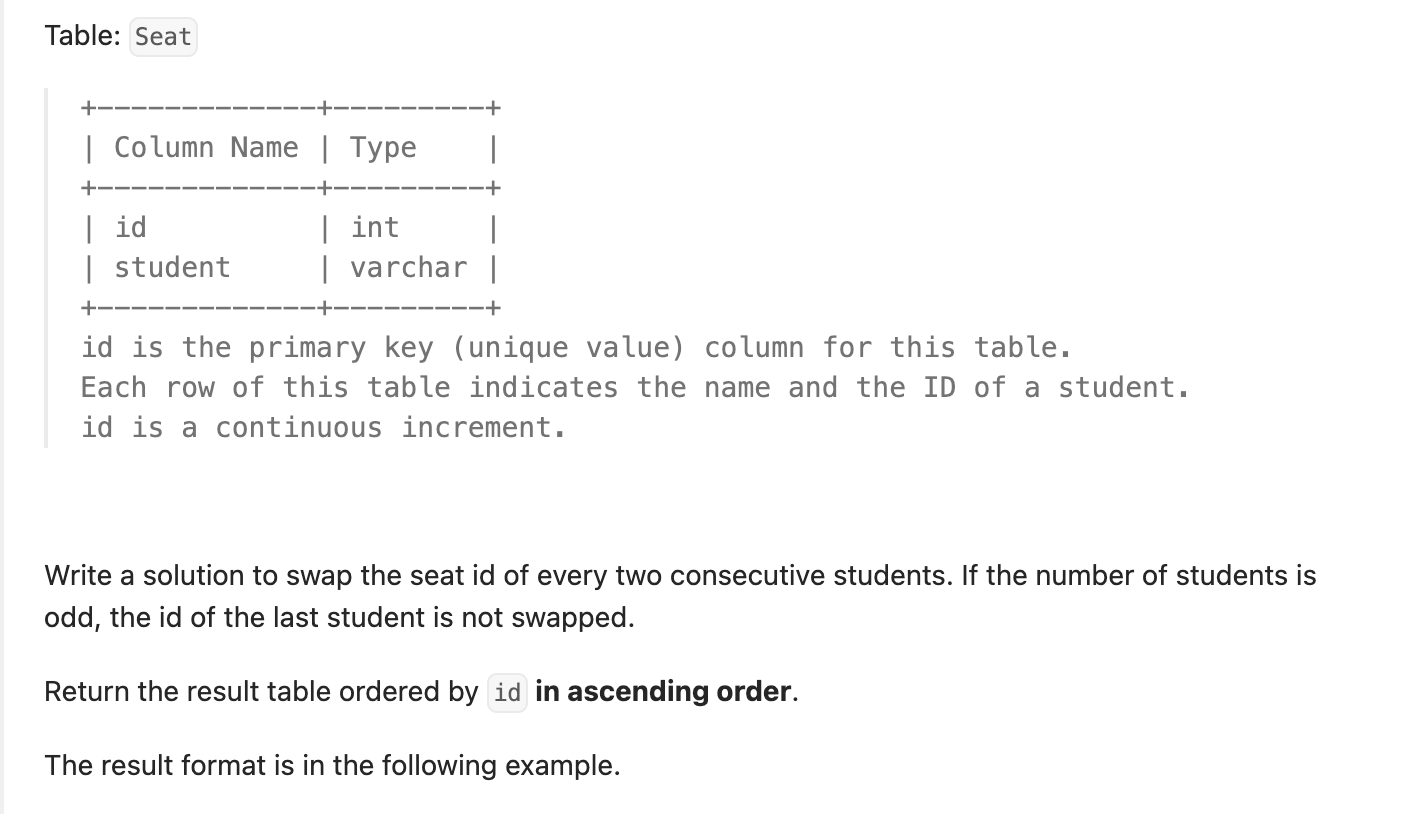 Table: Seat
+-------------+---------+
| Column Name | Type    |
+-------------+---------+
| id          | int     |
| student     | varchar |
+-------------+---------+
id is the primary key (unique value) column for this table.
Each row of this table indicates the name and the ID of a student.
id is a continuous increment.
Write a solution to swap the seat id of every two consecutive students. If the number of students is
odd, the id of the last student is not swapped.
Return the result table ordered by id in ascending order.
The result format is in the following example.